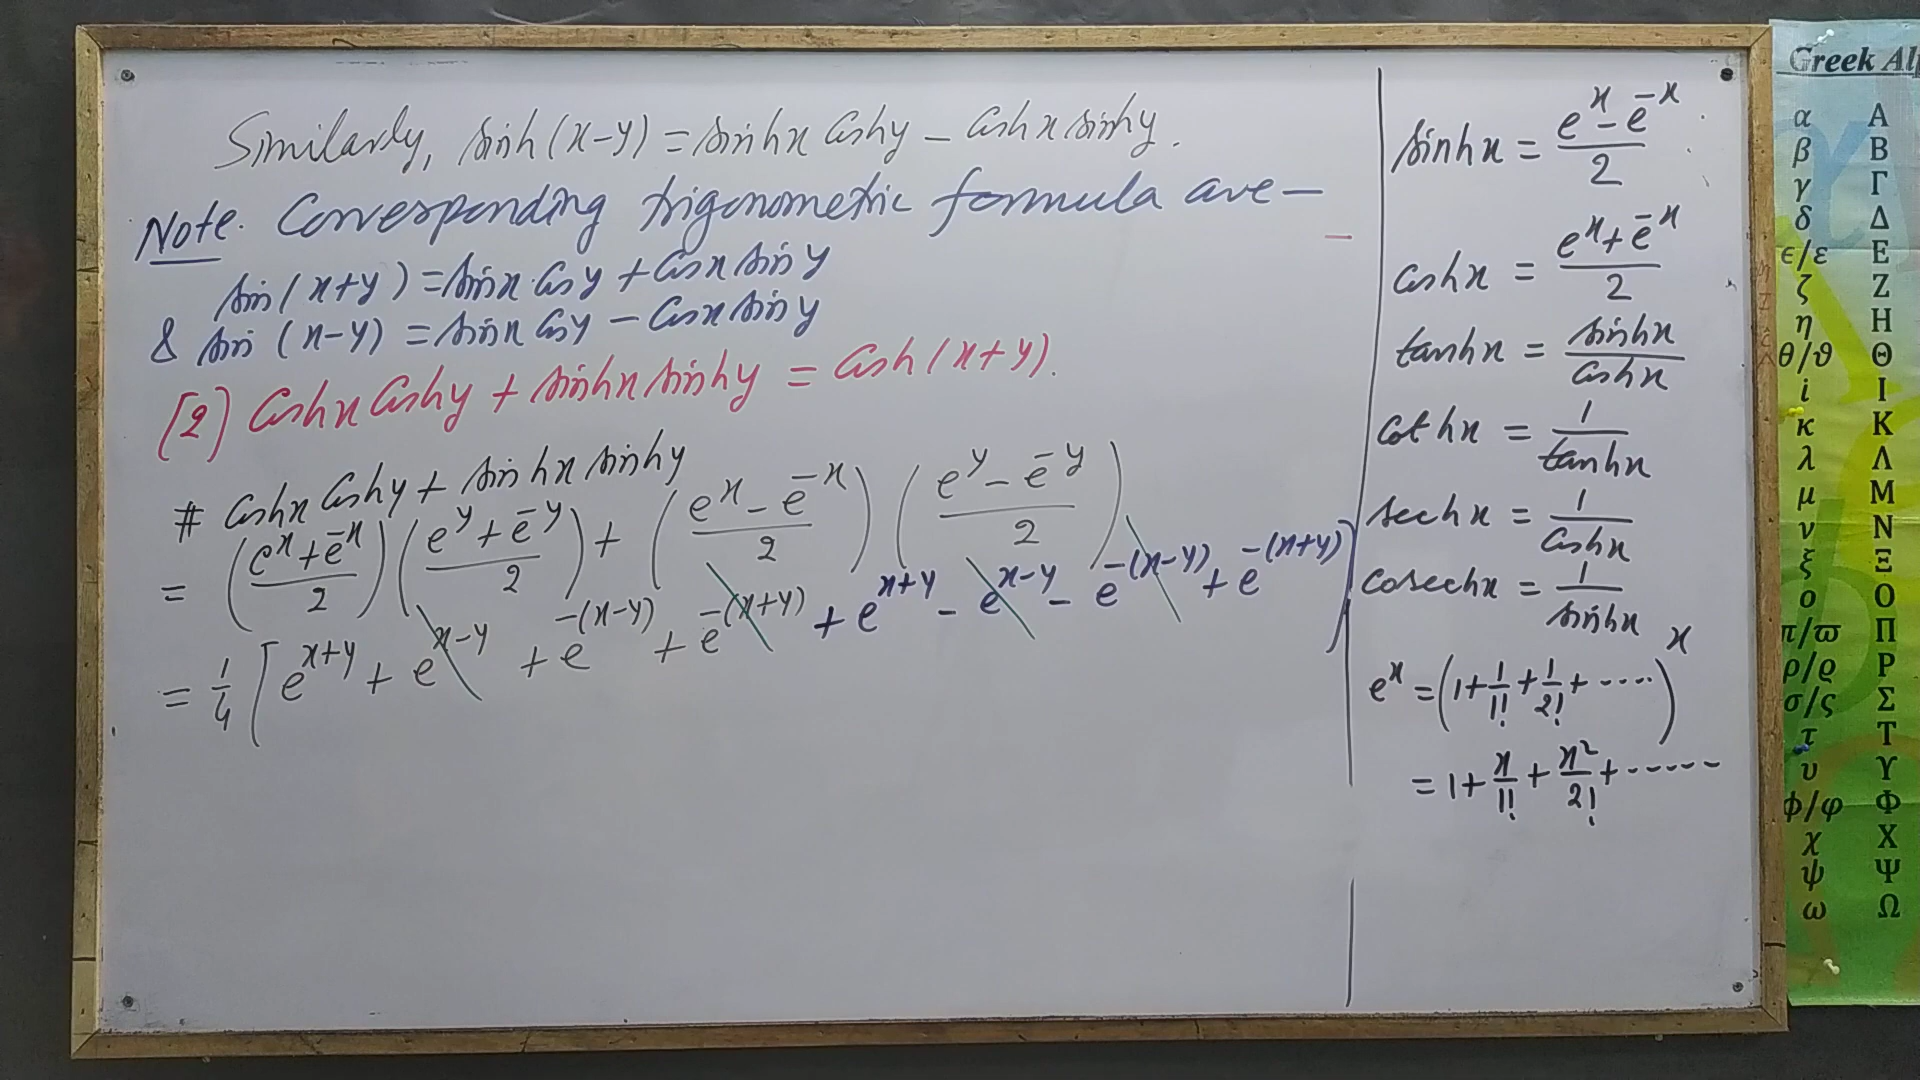 Similarly, sinh(x-y) = sinhx coshy - coshx sinhy.
Note. Corresponding trigonometric formula are-
sin(x+y) = sinx.cosy + cosx siny
& sin(x-y) = sinx cosy - cosx siny
[2] coshx coshy + sinhx sinhy = cosh(x+y).
# coshx coshy + sinhx sinhy
= ((e^x + e^-x)/2) ((e^y + e^-y)/2) + ((e^x - e^-x)/2) ((e^y - e^-y)/2)
= 1/4 [e^x+y + e^x-y + e^-(x-y) + e^-(x+y) + e^x+y - e^x-y - e^-(x-y) + e^-(x+y)]
sinhx = (e^x - e^-x)/2
coshx = (e^x + e^-x)/2
tanhx = sinhx/coshx
cothx = 1/tanhx
sechx = 1/coshx
cosechx = 1/sinhx
e^x = (1 + 1/1! + 1/2! + ....)^x
= 1 + x/1! + x²/2! + ......
Greek Al
α Α
β Β
γ Γ
δ Δ
ϵ/ε Ε
ζ Ζ
η Η
θ/ϑ Θ
i Ι
κ Κ
λ Λ
μ Μ
ν Ν
ξ Ξ
ο Ο
π/ϖ Π
ρ/ϱ Ρ
σ/ς Σ
τ Τ
υ Υ
ϕ/φ Φ
χ Χ
ψ Ψ
ω Ω